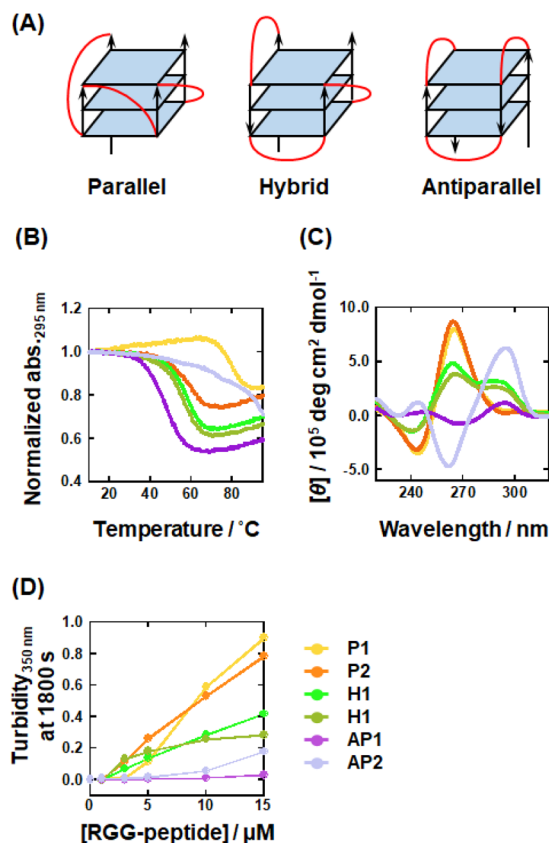 (A)
Parallel Hybrid Antiparallel
(B)
Normalized abs.295 nm
1.2
1.0
0.8
0.6
0.4
20 40 60 80
Temperature / °C
(C)
[θ] / 10⁵ deg cm² dmol⁻¹
10.0
5.0
0.0
-5.0
220 270 300
Wavelength / nm
(D)
Turbidity350 nm
at 1800 s
1.0
0.8
0.6
0.4
0.2
0.0
0 5 10 15
[RGG-peptide] / µM
P1
P2
H1
H1
AP1
AP2